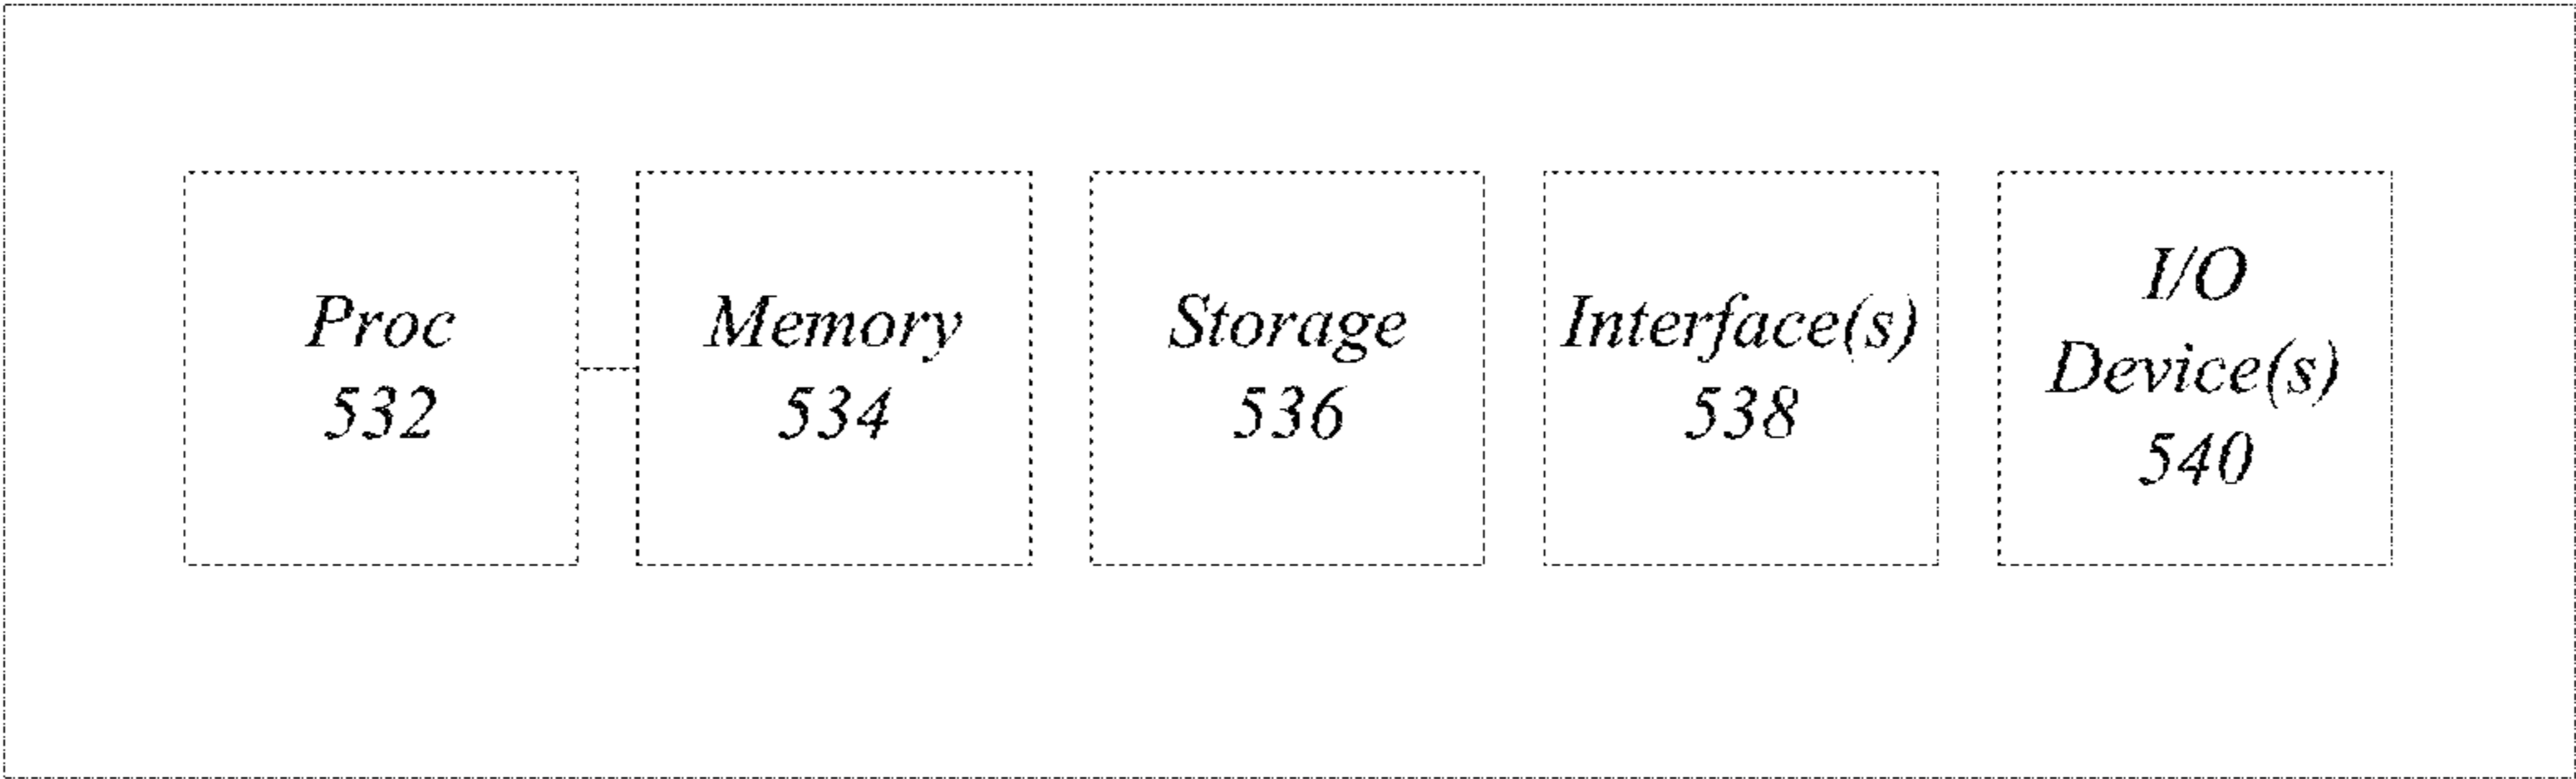 Proc
532
Memory
534
Storage
536
Interface(s)
538
I/O
Device(s)
540